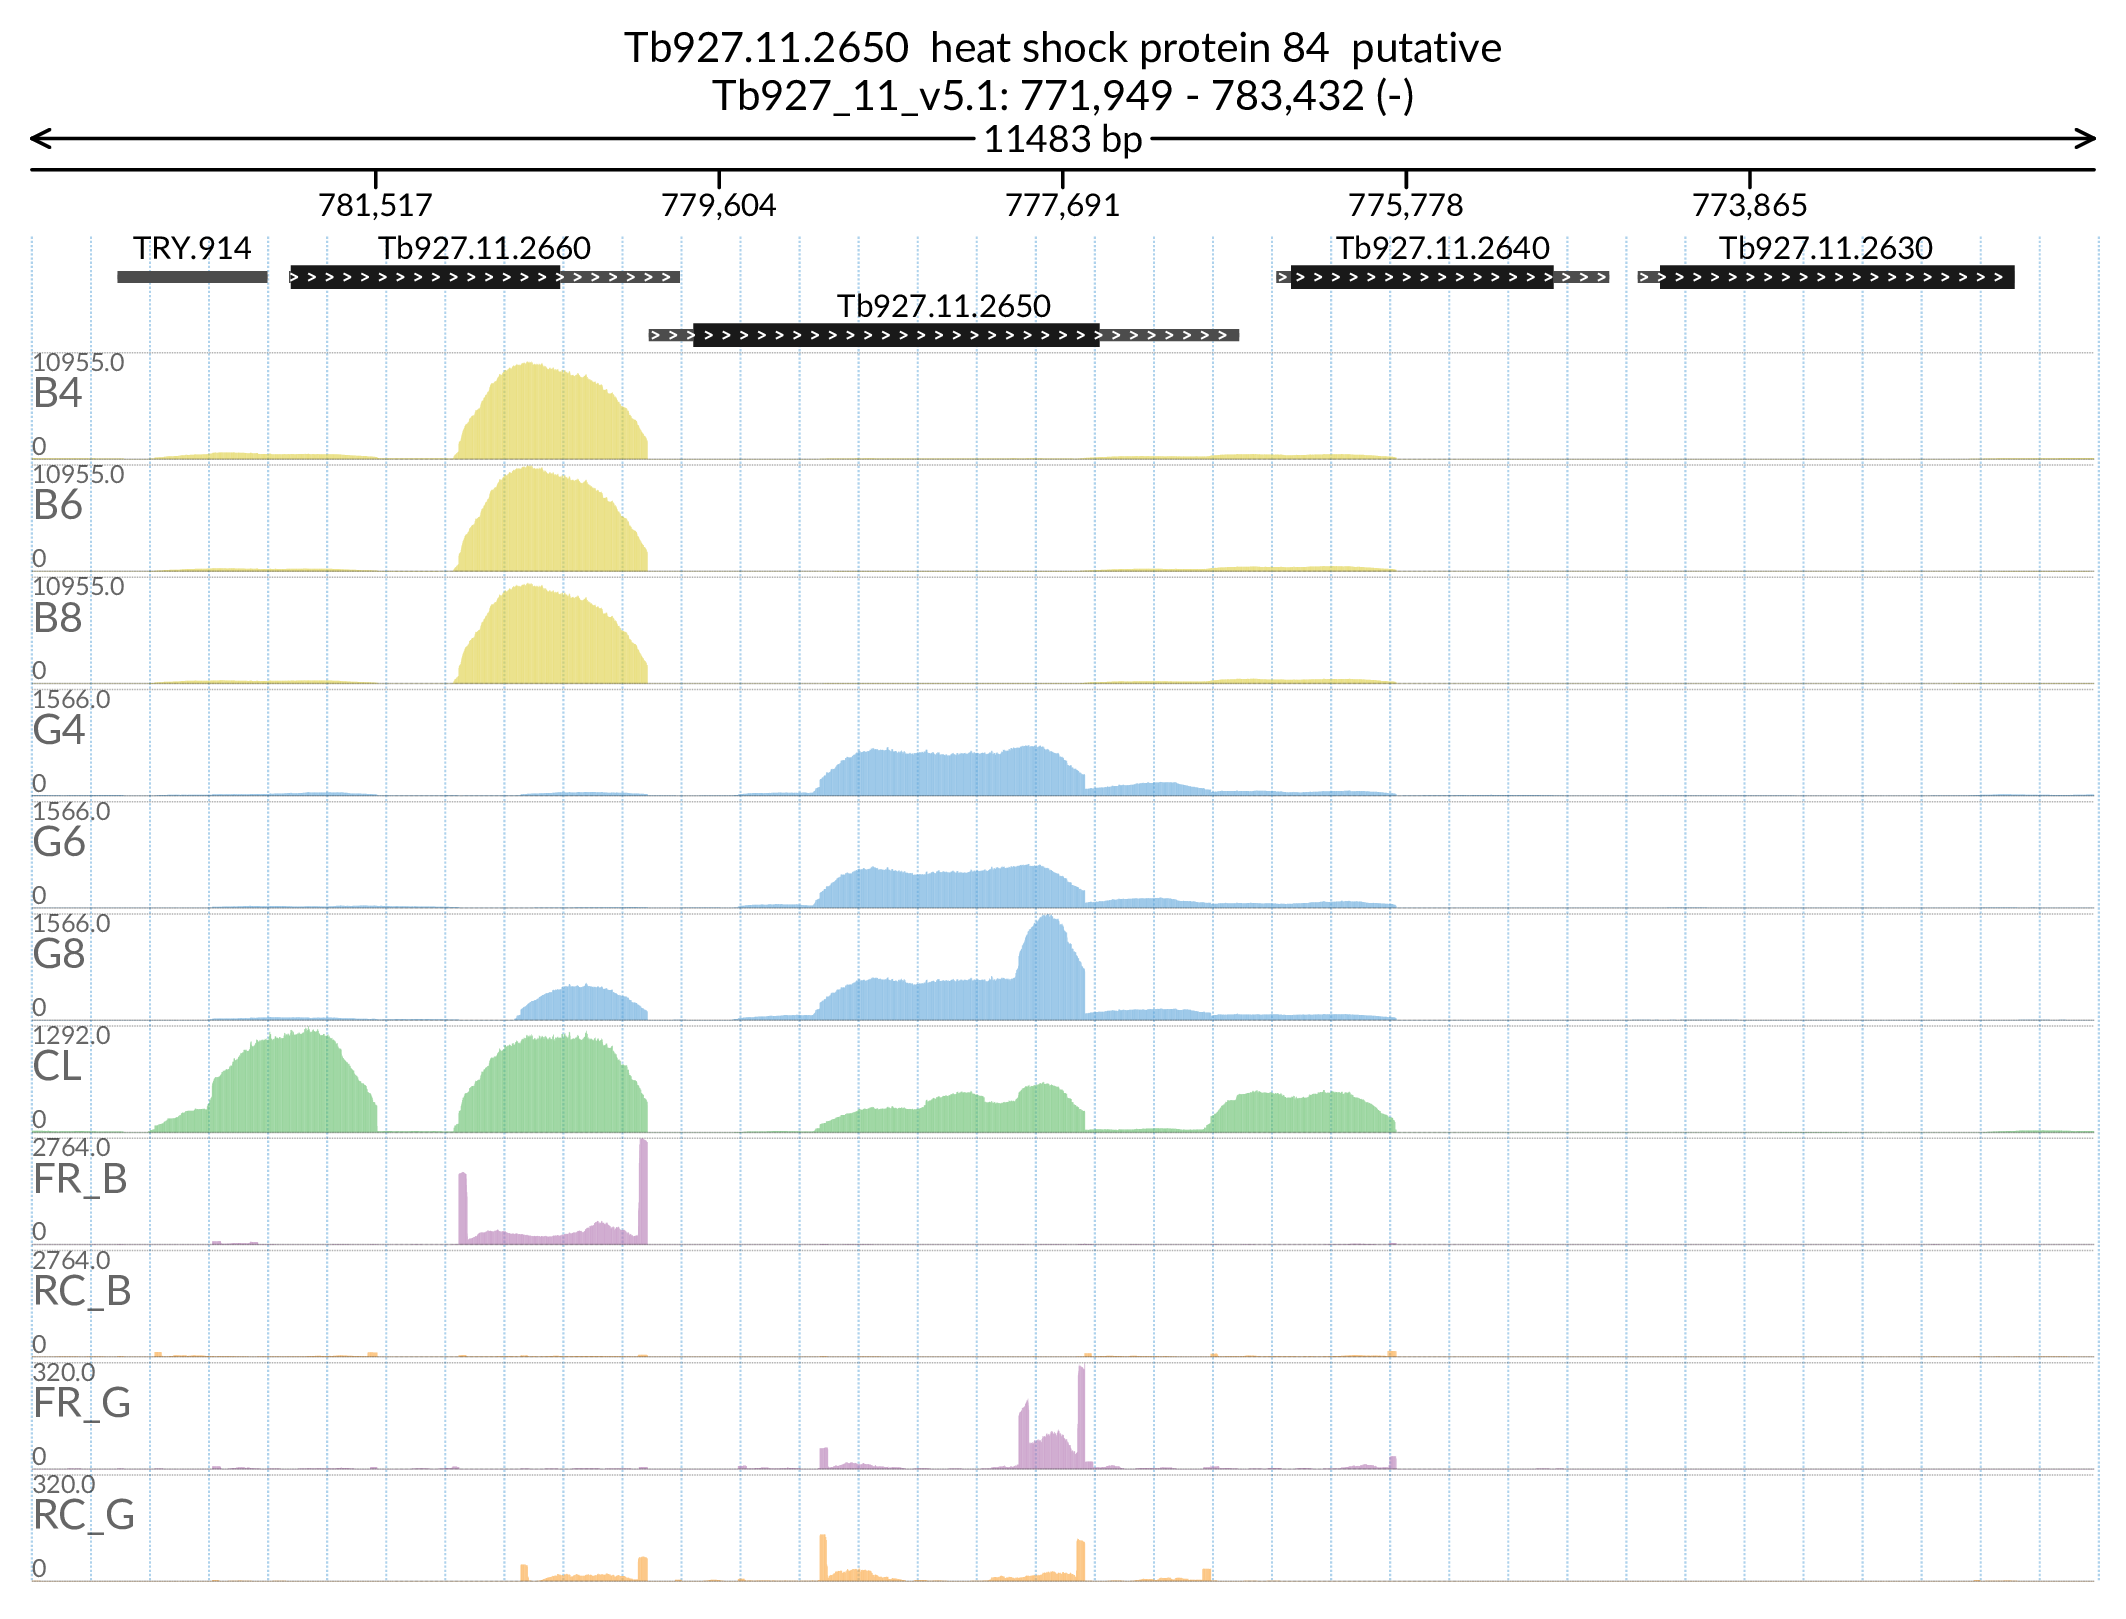 Tb927.11.2650 heat shock protein 84 putative
Tb927_11_v5.1: 771,949 - 783,432 (-)
11483 bp
781,517 779,604 777,691 775,778 773,865
TRY.914 Tb927.11.2660 Tb927.11.2640 Tb927.11.2630
Tb927.11.2650
10955.0
B4
0
10955.0
B6
0
10955.0
B8
0
1566.0
G4
0
1566.0
G6
0
1566.0
G8
0
1292.0
CL
0
2764.0
FR_B
0
2764.0
RC_B
0
320.0
FR_G
0
320.0
RC_G
0